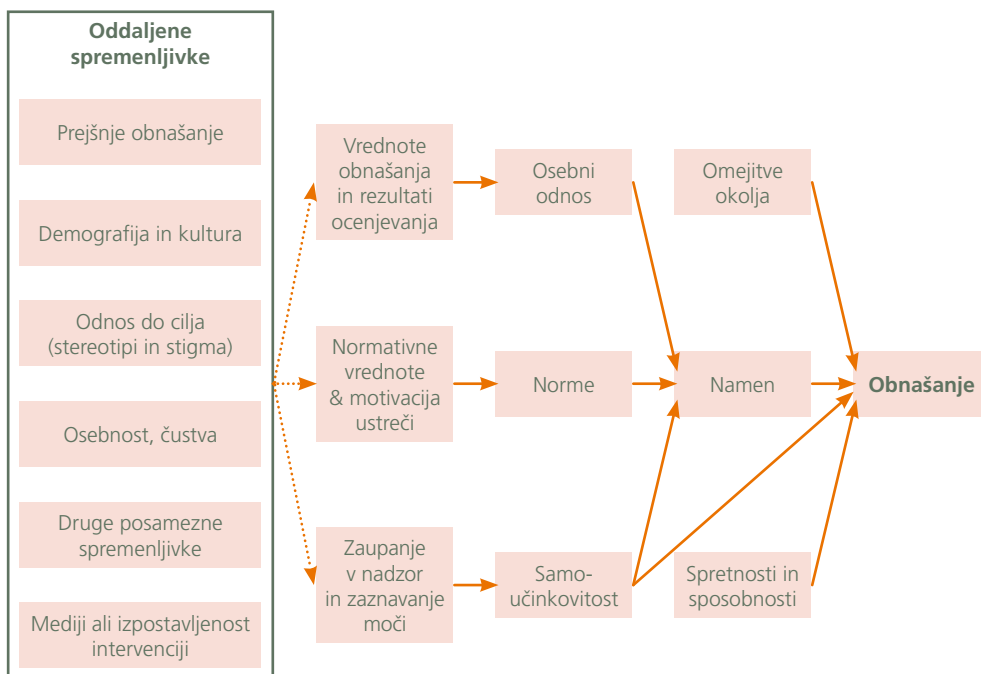 Oddaljene
spremenljivke
Prejšnje obnašanje
Demografija in kultura
Odnos do cilja
(stereotipi in stigma)
Osebnost, čustva
Druge posamezne
spremenljivke
Mediji ali izpostavljenost
intervenciji
Vrednote
obnašanja
in rezultati
ocenjevanja
Normativne
vrednote
& motivacija
ustreči
Zaupanje
v nadzor
in zaznavanje
moči
Osebni
odnos
Norme
Samo-
učinkovitost
Omejitve
okolja
Namen
Spretnosti in
sposobnosti
Obnašanje